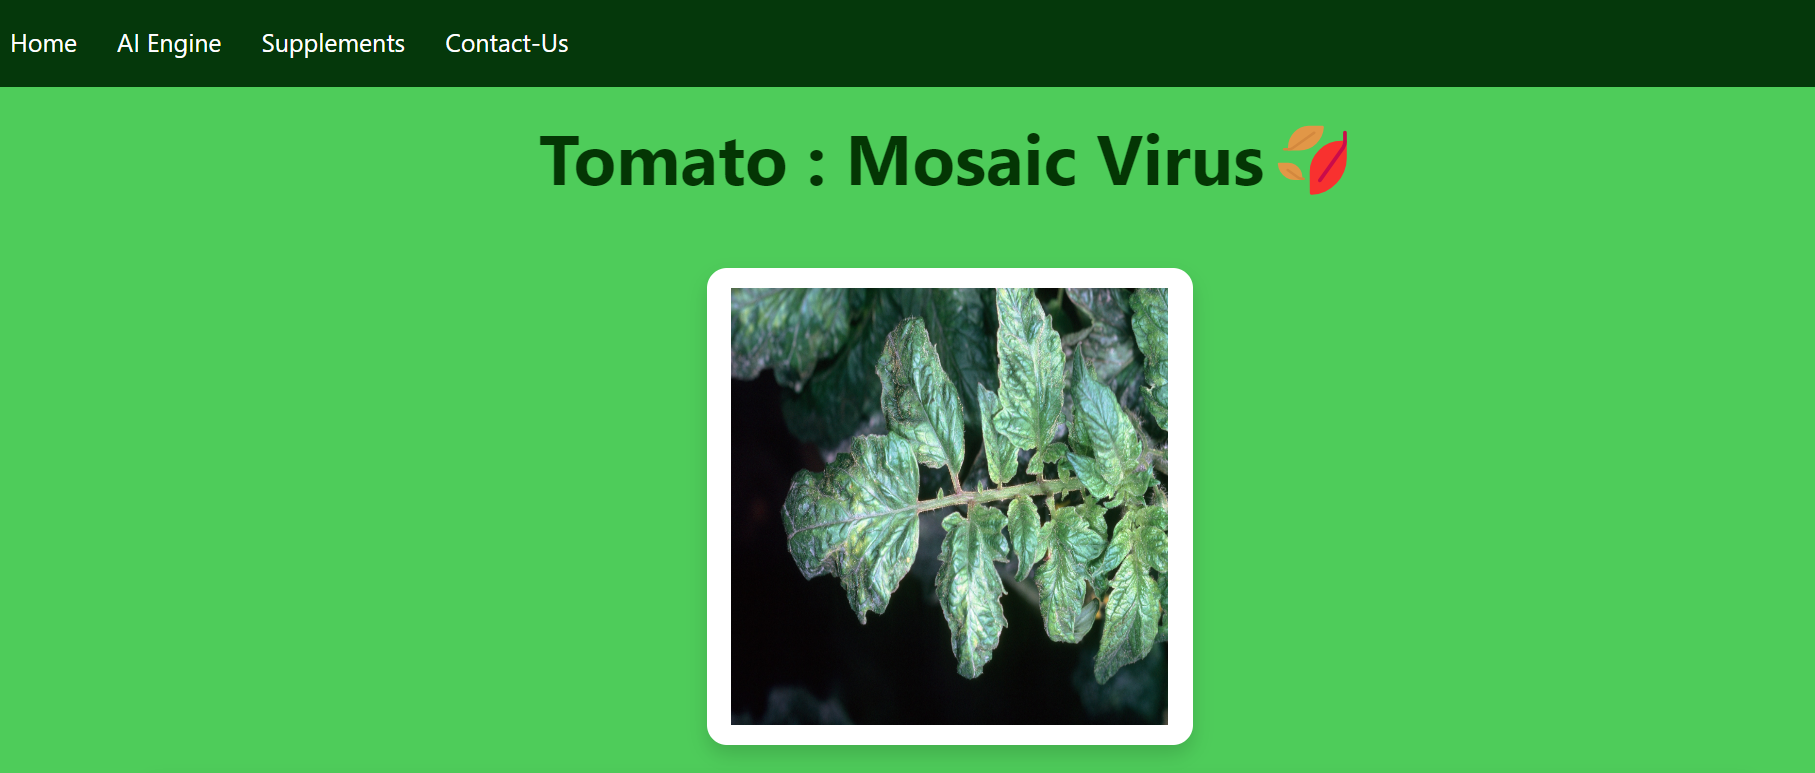 Home AI Engine Supplements Contact-Us
Tomato : Mosaic Virus